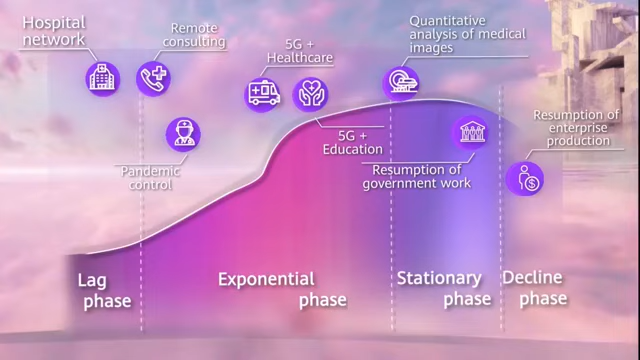 Hospital
network
Remote
consulting
5G +
Healthcare
Quantitative
analysis of medical
images
Resumption of
enterprise
production
5G +
Education
Pandemic
control
Resumption of
government work
Lag
phase
Exponential
phase
Stationary
phase
Decline
phase